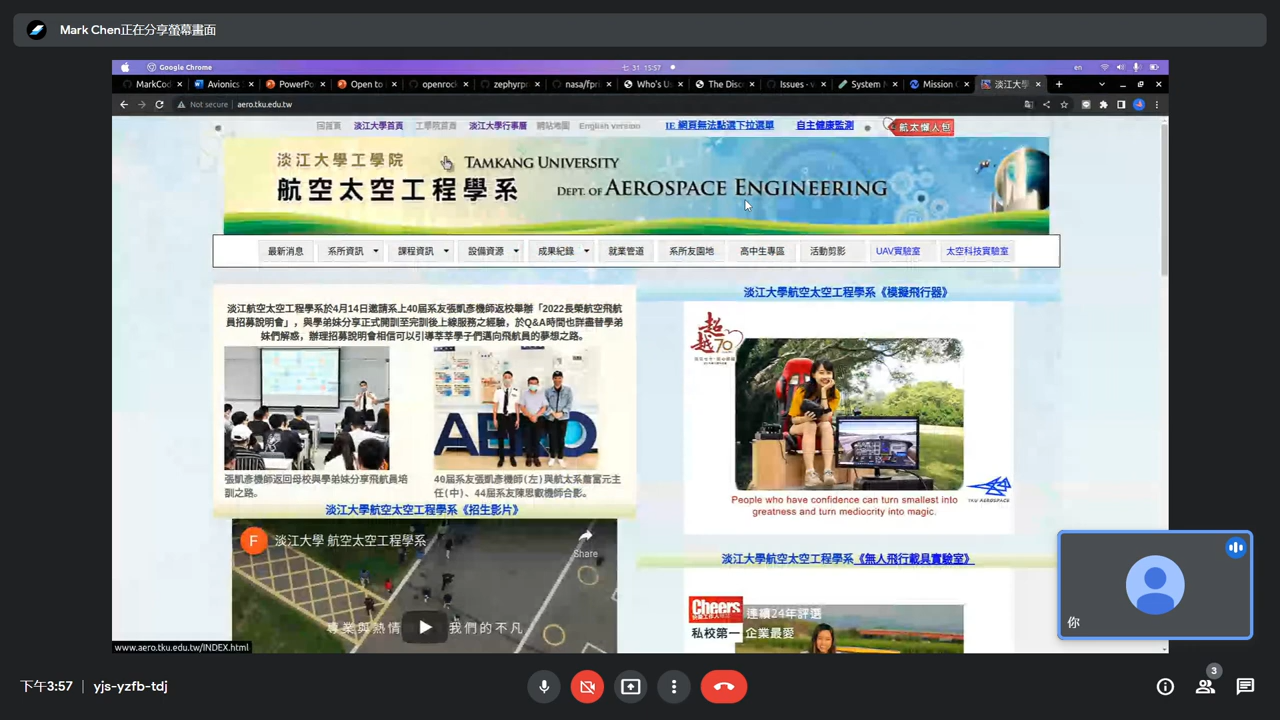 Mark Chen正在分享螢幕畫面
Google Chrome
七 31 15:57
en
MarkCod
Avionics
PowerPo
Open to
openrock
zephyrpr
nasa/fpri
Who's Us
The Disc
Issues · v
System M
Mission C
淡江大學
Not secure
aero.tku.edu.tw
回首頁
淡江大學首頁
工學院首頁
淡江大學行事曆
網站地圖
English version
IE 網頁無法點選下拉選單
自主健康監測
航太懶人包
淡江大學工學院
TAMKANG UNIVERSITY
航空太空工程學系
DEPT. OF AEROSPACE ENGINEERING
最新消息
系所資訊
課程資訊
設備資源
成果紀錄
就業管道
系所友園地
高中生專區
活動剪影
UAV實驗室
太空科技實驗室
淡江航空太空工程學系於4月14日邀請系上40屆系友張凱彥機師返校舉辦「2022長榮航空飛航
員招募說明會」，與學弟妹分享正式開訓至完訓後上線服務之經驗，於Q&A時間也詳盡替學弟
妹們解惑，辦理招募說明會相信可以引導莘莘學子們邁向飛航員的夢想之路。
AERO
張凱彥機師返回母校與學弟妹分享飛航員培
訓之路。
40屆系友張凱彥機師(左)與航太系蕭富元主
任(中)、44屆系友陳思叡機師合影。
淡江大學航空太空工程學系《招生影片》
F
淡江大學 航空太空工程學系
Share
專業與熱情
我們的不凡
淡江大學航空太空工程學系《模擬飛行器》
超越70
People who have confidence can turn smallest into
greatness and turn mediocrity into magic.
TKU AEROSPACE
淡江大學航空太空工程學系《無人飛行載具實驗室》
Cheers
連續24年評選
私校第一
企業最愛
www.aero.tku.edu.tw/INDEX.html
你
下午3:57
yjs-yzfb-tdj
3